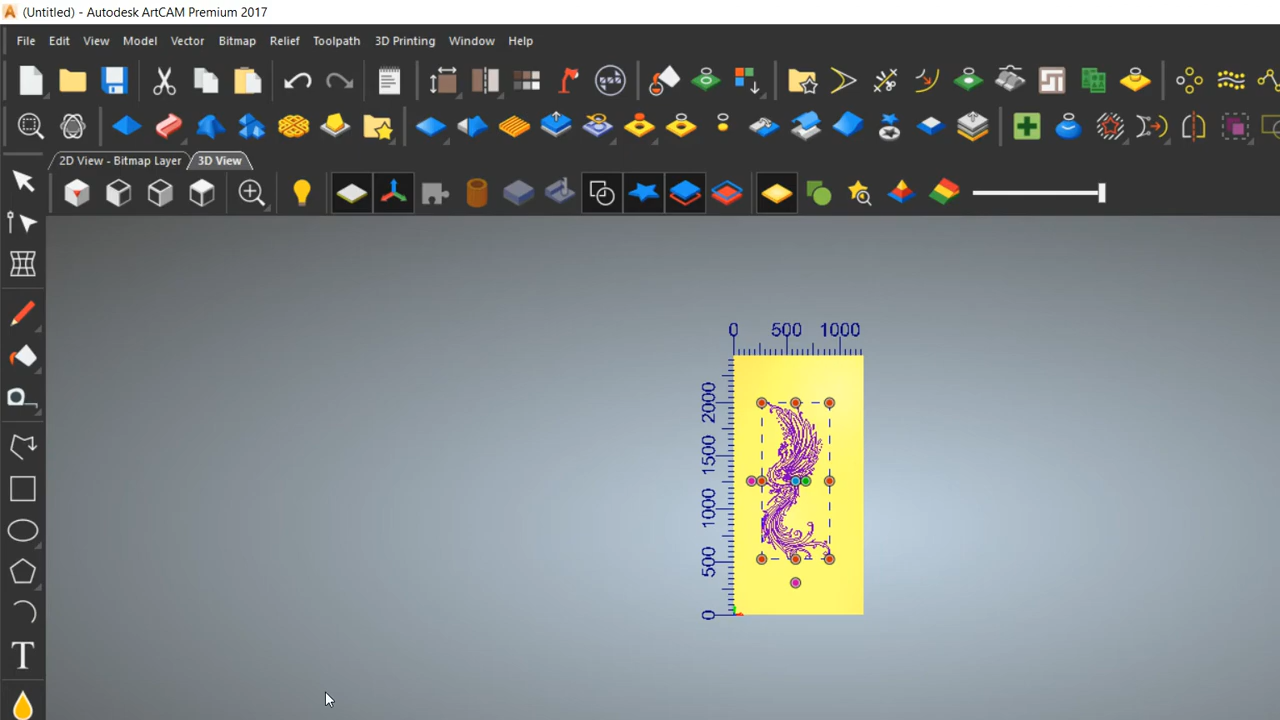 (Untitled) - Autodesk ArtCAM Premium 2017
File Edit View Model Vector Bitmap Relief Toolpath 3D Printing Window Help
2D View - Bitmap Layer 3D View
0 500 1000
2000
1500
1000
500
0
T